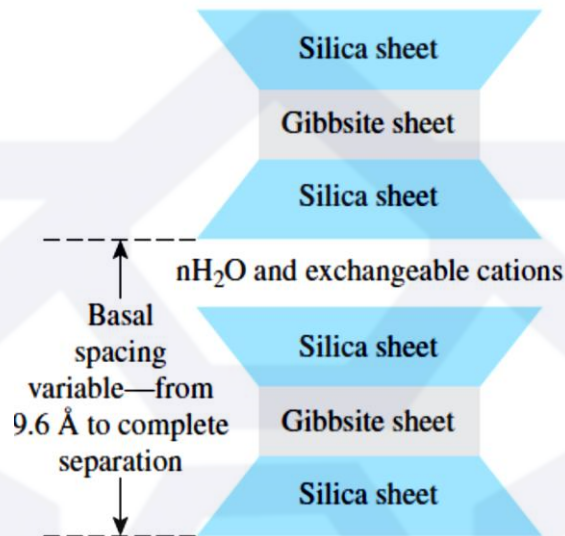 Silica sheet
Gibbsite sheet
Silica sheet
nH₂O and exchangeable cations
Basal
spacing
variable—from
9.6 Å to complete
separation
Silica sheet
Gibbsite sheet
Silica sheet